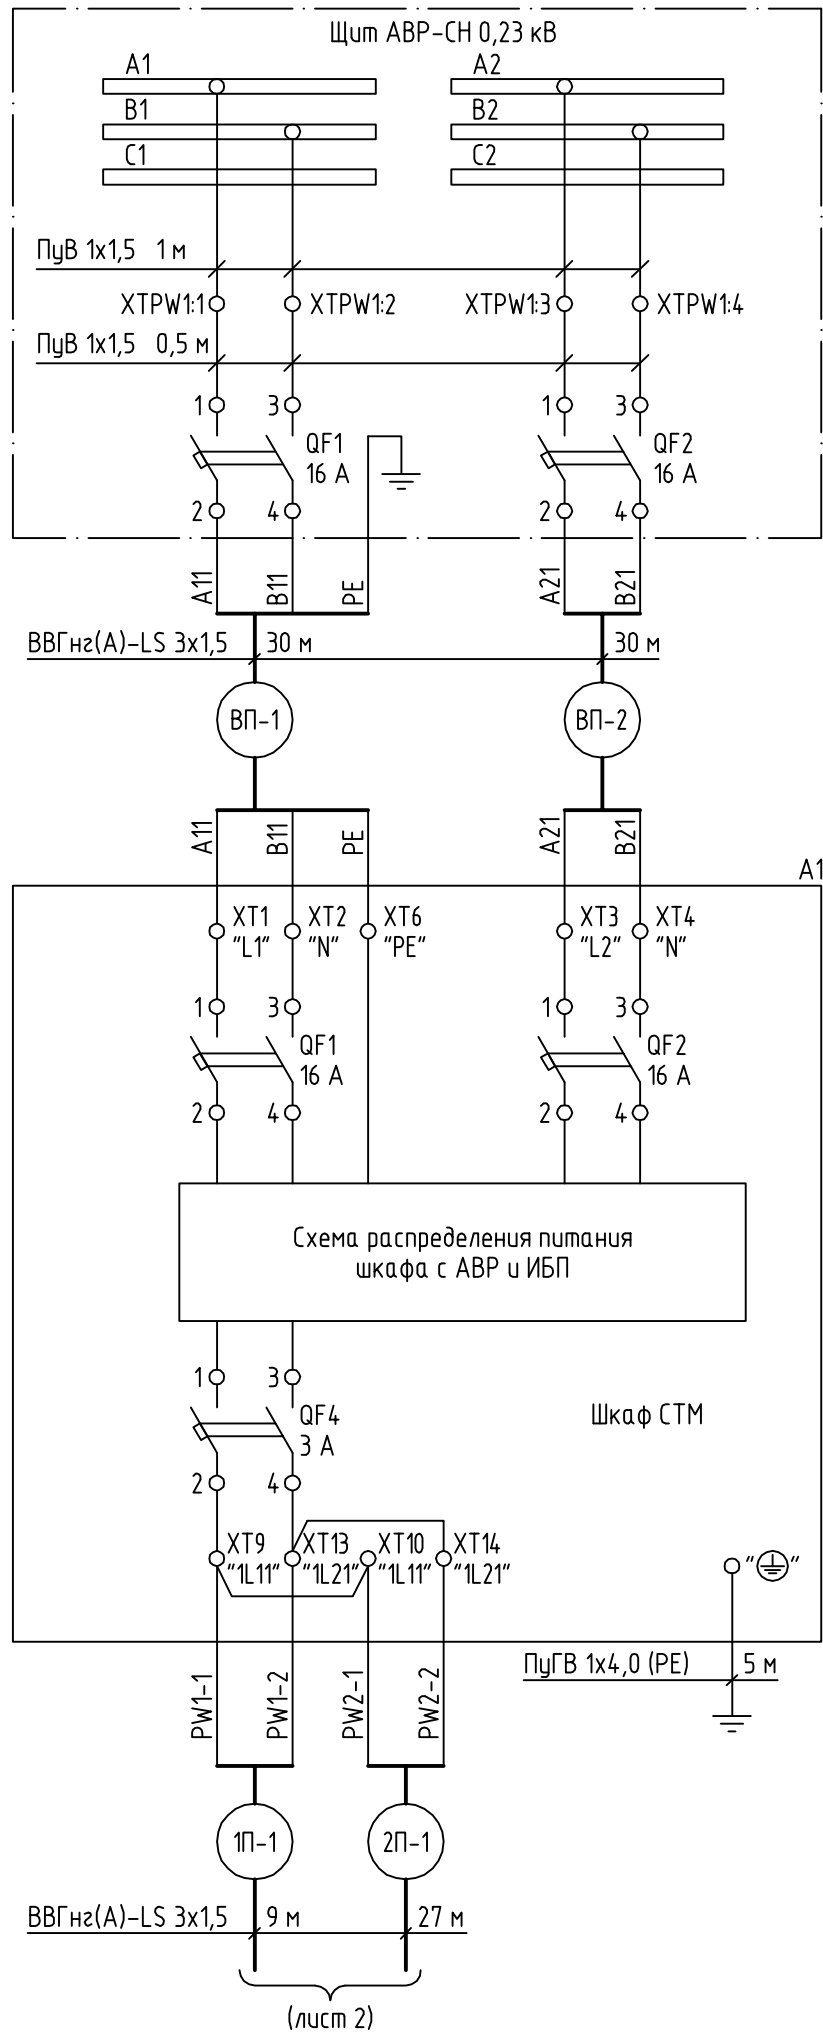 Щит АВР-СН 0,23 кВ
A1 A2
B1 B2
C1 C2
ПуВ 1х1,5 1 м
XTPW1:1 XTPW1:2 XTPW1:3 XTPW1:4
ПуВ 1х1,5 0,5 м
1 3 1 3
QF1 QF2
16 А 16 А
2 4 2 4
A11 B11 PE A21 B21
ВВГнг(А)-LS 3х1,5 30 м 30 м
ВП-1 ВП-2
A11 B11 PE A21 B21
A1
XT1 XT2 XT6 XT3 XT4
"L1" "N" "PE" "L2" "N"
1 3 1 3
QF1 QF2
16 А 16 А
2 4 2 4
Схема распределения питания
шкафа с АВР и ИБП
1 3
QF4
3 А
Шкаф СТМ
2 4
XT9 XT13 XT10 XT14
"1L11" "1L21" "1L11" "1L21" "⏚"
ПуГВ 1х4,0 (PE) 5 м
PW1-1 PW1-2 PW2-1 PW2-2
1П-1 2П-1
ВВГнг(А)-LS 3х1,5 9 м 27 м
(лист 2)